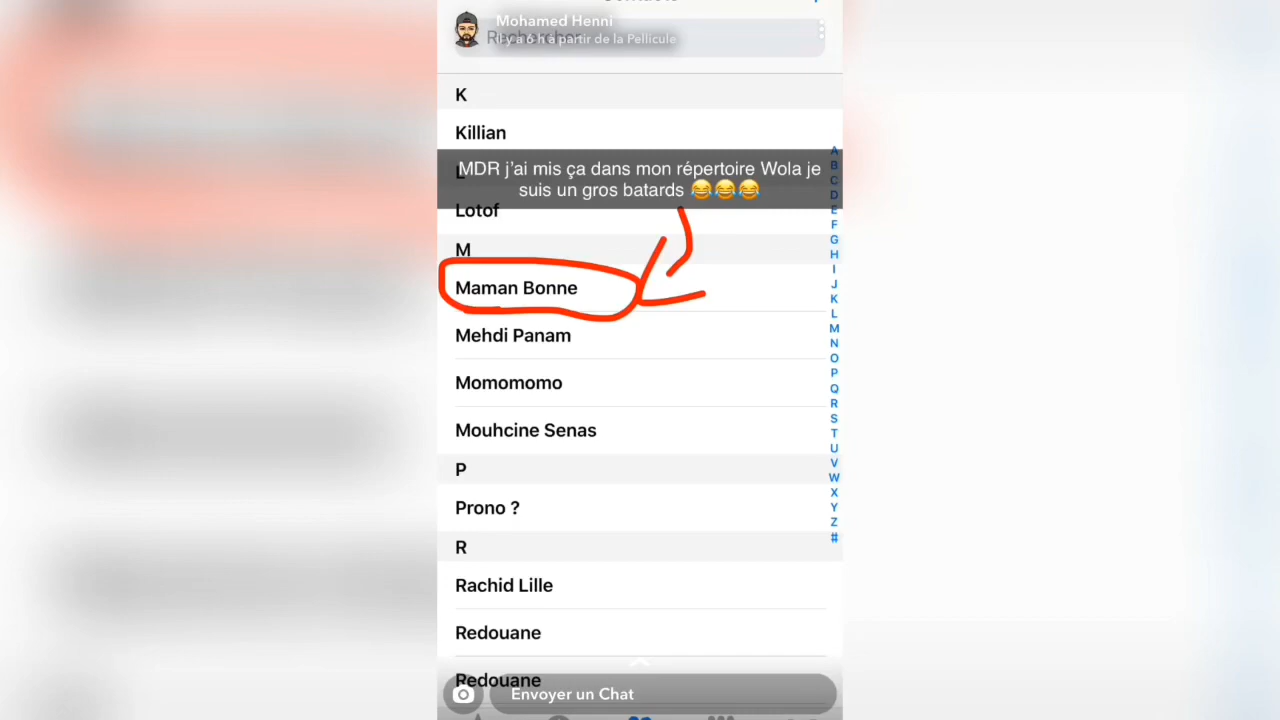 Mohamed Henni
Rechercher
il y a 6 h à partir de la Pellicule
K
Killian
MDR j'ai mis ça dans mon répertoire Wola je
suis un gros batards 😂😂😂
L
Lotof
M
Maman Bonne
Mehdi Panam
Momomomo
Mouhcine Senas
P
Prono ?
R
Rachid Lille
Redouane
Redouane
Envoyer un Chat
A
B
C
D
E
F
G
H
I
J
K
L
M
N
O
P
Q
R
S
T
U
V
W
X
Y
Z
#